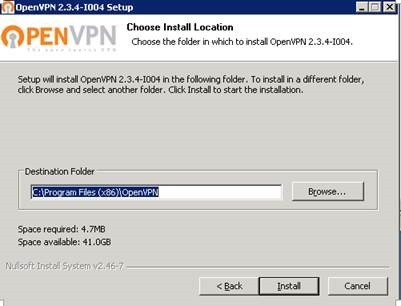 OpenVPN 2.3.4-I004 Setup
OPENVPN
Choose Install Location
Choose the folder in which to install OpenVPN 2.3.4-I004.
Setup will install OpenVPN 2.3.4-I004 in the following folder. To install in a different folder,
click Browse and select another folder. Click Install to start the installation.
Destination Folder
C:\Program Files (x86)\OpenVPN
Browse...
Space required: 4.7MB
Space available: 41.0GB
Nullsoft Install System v2.46-7
< Back
Install
Cancel